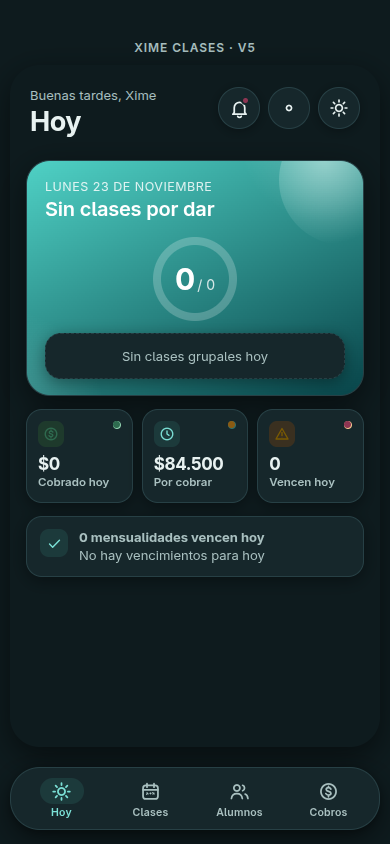 XIME CLASES · V5
Buenas tardes, Xime
Hoy
LUNES 23 DE NOVIEMBRE
Sin clases por dar
0 / 0
Sin clases grupales hoy
$0
Cobrado hoy
$84.500
Por cobrar
0
Vencen hoy
0 mensualidades vencen hoy
No hay vencimientos para hoy
Hoy
Clases
Alumnos
Cobros